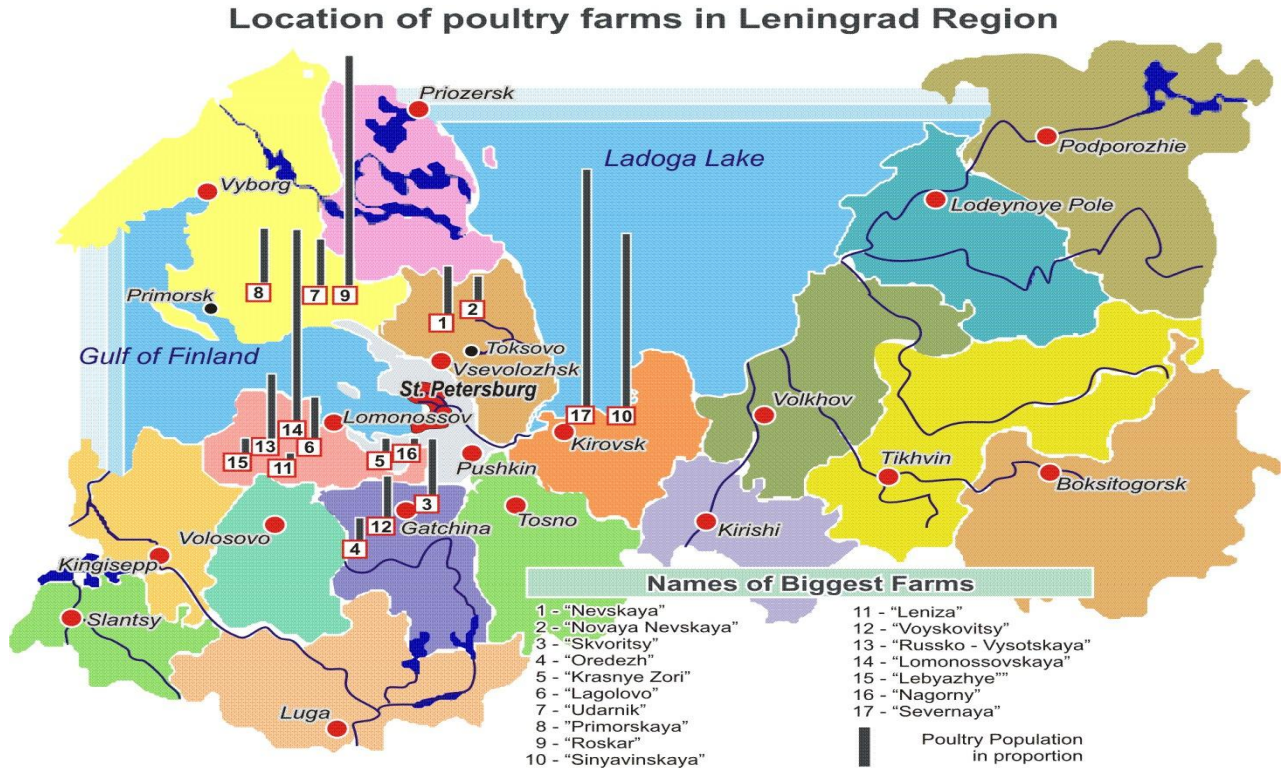 Location of poultry farms in Leningrad Region
Priozersk
Ladoga Lake
Podporozhie
Vyborg
Lodeynoye Pole
8
7
9
1
2
Primorsk
Gulf of Finland
Toksovo
Vsevolozhsk
St. Petersburg
Lomonossov
17
10
Volkhov
14
13
6
Kirovsk
15
11
5
16
Pushkin
Tikhvin
Boksitogorsk
3
12
Gatchina
Tosno
4
Volosovo
Kirishi
Kingisepp
Slantsy
Luga
Names of Biggest Farms
1 - “Nevskaya”
2 - “Novaya Nevskaya”
3 - “Skvoritsy”
4 - “Oredezh”
5 - “Krasnye Zori”
6 - “Lagolovo”
7 - “Udarnik”
8 - “Primorskaya”
9 - “Roskar”
10 - “Sinyavinskaya”
11 - “Leniza”
12 - “Voyskovitsy”
13 - “Russko - Vysotskaya”
14 - “Lomonossovskaya”
15 - “Lebyazhye””
16 - “Nagorny”
17 - “Severnaya”
Poultry Population
in proportion